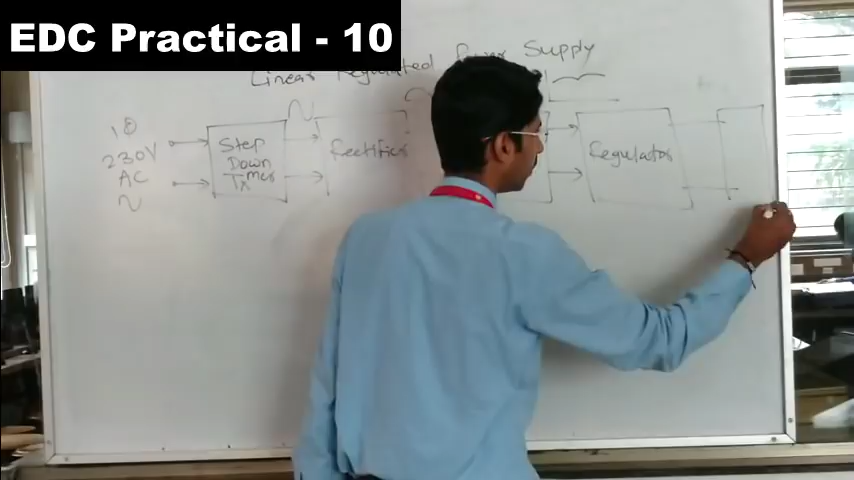 EDC Practical - 10
Linear Regulated Power Supply
1Φ
230V
AC
Step
Down
Txmer
Rectifier
Regulator